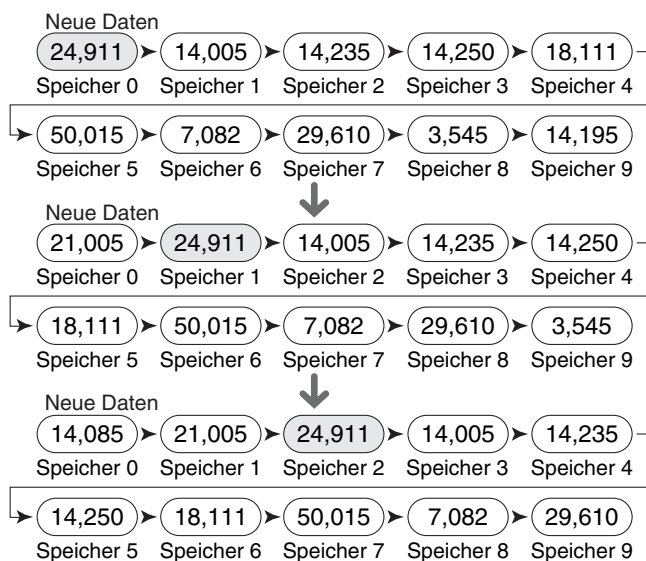 Neue Daten
24,911 14,005 14,235 14,250 18,111
Speicher 0 Speicher 1 Speicher 2 Speicher 3 Speicher 4
50,015 7,082 29,610 3,545 14,195
Speicher 5 Speicher 6 Speicher 7 Speicher 8 Speicher 9
Neue Daten
21,005 24,911 14,005 14,235 14,250
Speicher 0 Speicher 1 Speicher 2 Speicher 3 Speicher 4
18,111 50,015 7,082 29,610 3,545
Speicher 5 Speicher 6 Speicher 7 Speicher 8 Speicher 9
Neue Daten
14,085 21,005 24,911 14,005 14,235
Speicher 0 Speicher 1 Speicher 2 Speicher 3 Speicher 4
14,250 18,111 50,015 7,082 29,610
Speicher 5 Speicher 6 Speicher 7 Speicher 8 Speicher 9